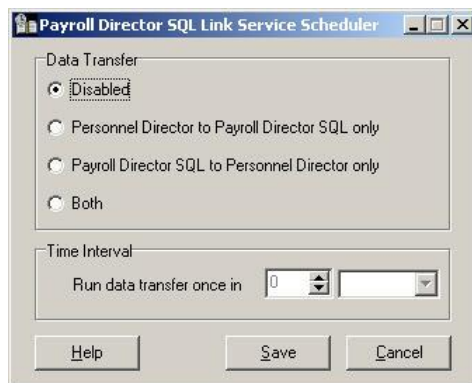 Payroll Director SQL Link Service Scheduler
Data Transfer
Disabled
Personnel Director to Payroll Director SQL only
Payroll Director SQL to Personnel Director only
Both
Time Interval
Run data transfer once in 0
Help Save Cancel